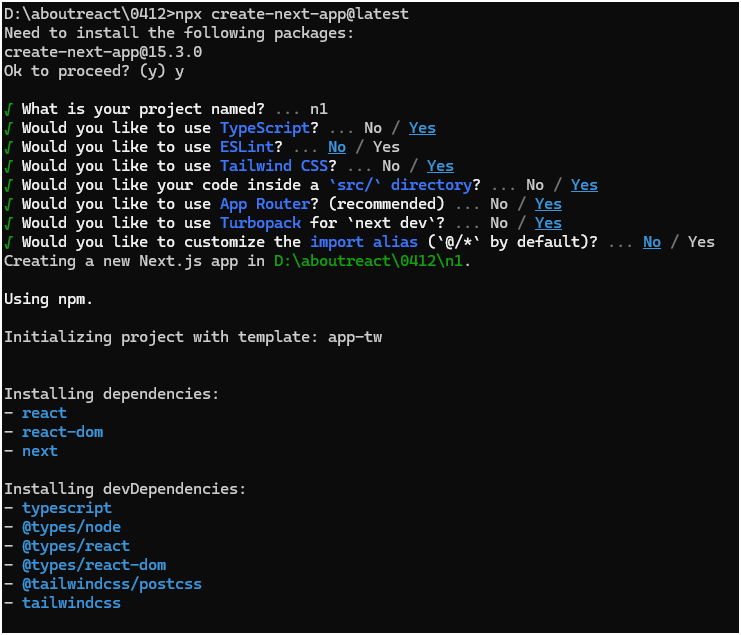 D:\aboutreact\0412>npx create-next-app@latest
Need to install the following packages:
create-next-app@15.3.0
Ok to proceed? (y) y
√ What is your project named? ... n1
√ Would you like to use TypeScript? ... No / Yes
√ Would you like to use ESLint? ... No / Yes
√ Would you like to use Tailwind CSS? ... No / Yes
√ Would you like your code inside a `src/` directory? ... No / Yes
√ Would you like to use App Router? (recommended) ... No / Yes
√ Would you like to use Turbopack for `next dev`? ... No / Yes
√ Would you like to customize the import alias (`@/*` by default)? ... No / Yes
Creating a new Next.js app in D:\aboutreact\0412\n1.
Using npm.
Initializing project with template: app-tw
Installing dependencies:
- react
- react-dom
- next
Installing devDependencies:
- typescript
- @types/node
- @types/react
- @types/react-dom
- @tailwindcss/postcss
- tailwindcss